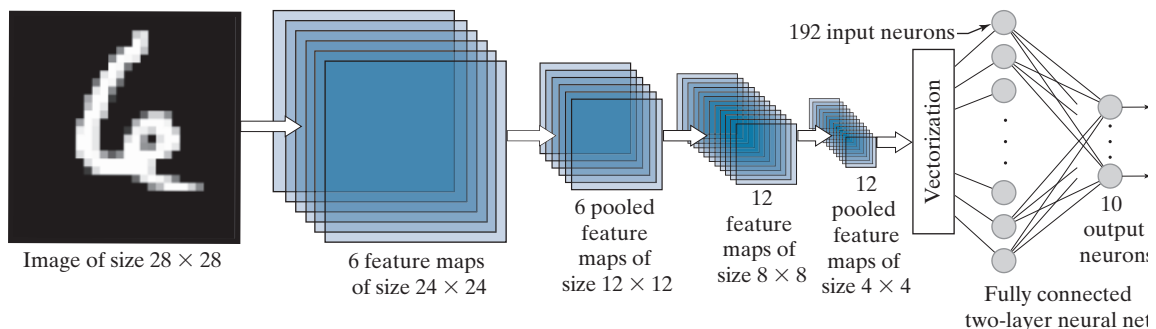 Image of size 28 × 28
6 feature maps
of size 24 × 24
6 pooled
feature
maps of
size 12 × 12
12
feature
maps of
size 8 × 8
12
pooled
feature
maps of
size 4 × 4
Vectorization
192 input neurons
10
output
neurons
Fully connected
two-layer neural net